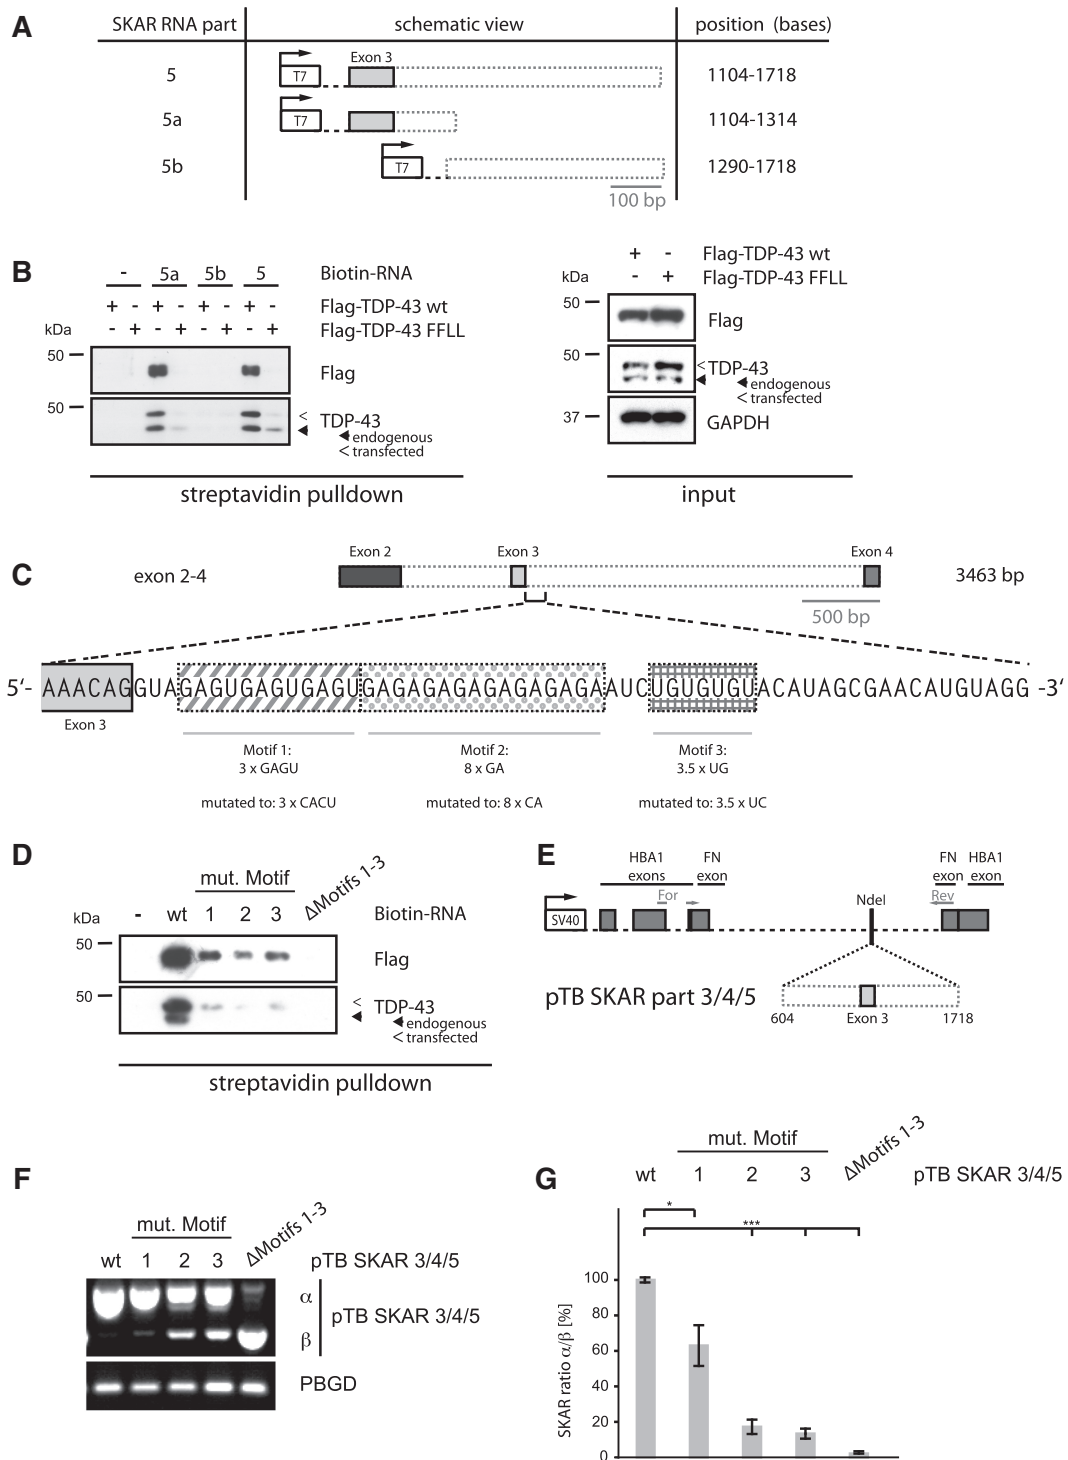 A
SKAR RNA part schematic view position (bases)
5 T7 Exon 3 1104-1718
5a T7 1104-1314
5b T7 1290-1718
100 bp
B
- 5a 5b 5 Biotin-RNA
+ - + - + - + - Flag-TDP-43 wt
- + - + - + - + Flag-TDP-43 FFLL
kDa
50 Flag
50 < TDP-43
◄ ◄ endogenous
< transfected
streptavidin pulldown
+ - Flag-TDP-43 wt
kDa - + Flag-TDP-43 FFLL
50 Flag
50 < TDP-43
◄ ◄ endogenous
< transfected
37 GAPDH
input
C
exon 2-4 Exon 2 Exon 3 Exon 4 3463 bp
500 bp
5‘- AAACAGGUAGAGUGAGUGAGUGAGAGAGAGAGAGAGAAUCUGUGUGUACAUAGCGAACAUGUAGG -3‘
Exon 3
Motif 1: Motif 2: Motif 3:
3 x GAGU 8 x GA 3.5 x UG
mutated to: 3 x CACU mutated to: 8 x CA mutated to: 3.5 x UC
D
mut. Motif
kDa - wt 1 2 3 ΔMotifs 1-3 Biotin-RNA
50 Flag
50 < TDP-43
◄ ◄ endogenous
< transfected
streptavidin pulldown
E
HBA1 exons FN exon FN exon HBA1 exon
For NdeI Rev
SV40
pTB SKAR part 3/4/5
604 Exon 3 1718
F
mut. Motif
wt 1 2 3 ΔMotifs 1-3 pTB SKAR 3/4/5
α
pTB SKAR 3/4/5
β
PBGD
G
mut. Motif
wt 1 2 3 ΔMotifs 1-3 pTB SKAR 3/4/5
*
***
SKAR ratio α/β [%]
100
80
60
40
20
0